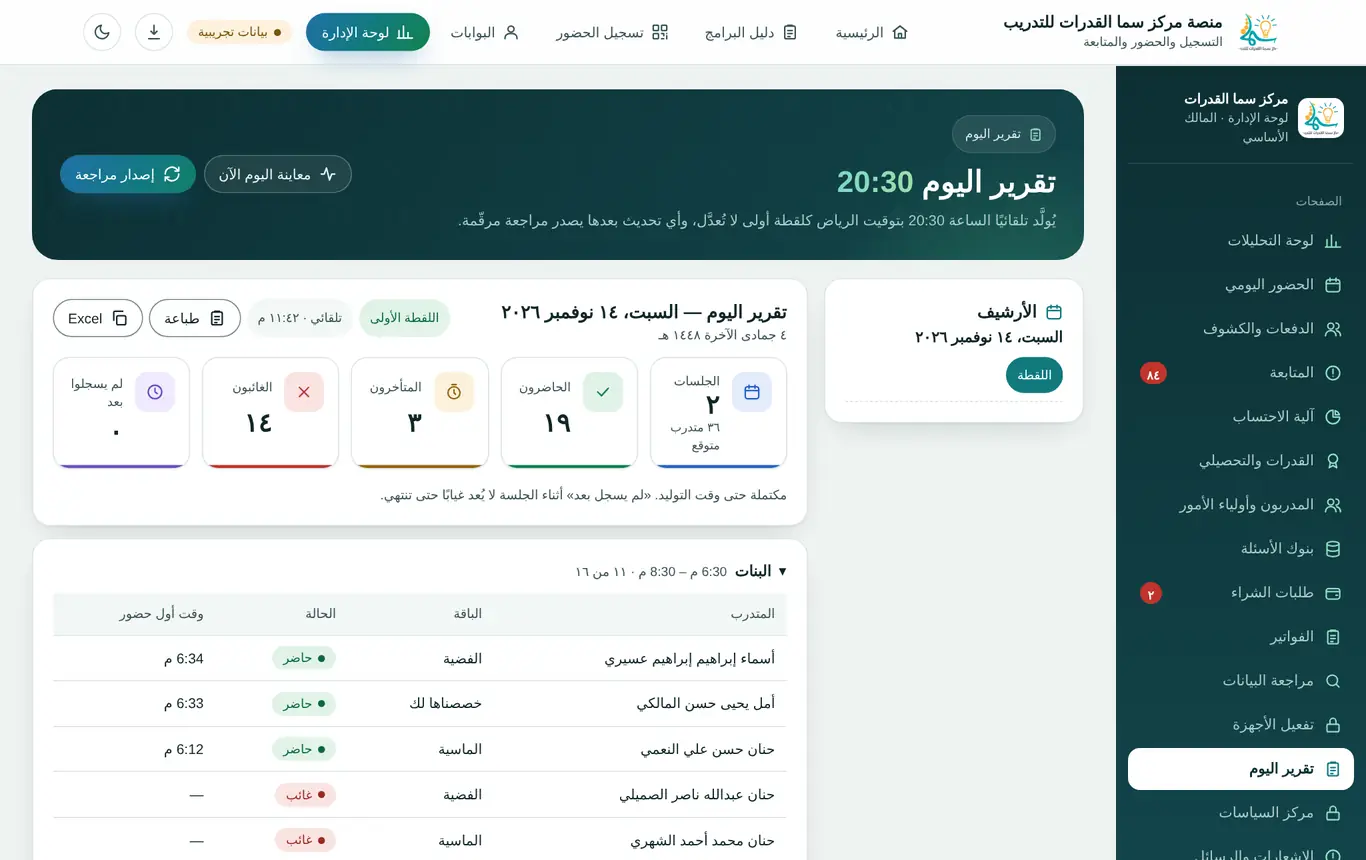 منصة مركز سما القدرات للتدريب
التسجيل والحضور والمتابعة
الرئيسية
دليل البرامج
تسجيل الحضور
البوابات
لوحة الإدارة
بيانات تجريبية
مركز سما القدرات
لوحة الإدارة · المالك
الأساسي
الصفحات
لوحة التحليلات
الحضور اليومي
الدفعات والكشوف
المتابعة
٨٤
آلية الاحتساب
القدرات والتحصيلي
المدربون وأولياء الأمور
بنوك الأسئلة
طلبات الشراء
٢
الفواتير
مراجعة البيانات
تفعيل الأجهزة
تقرير اليوم
مركز السياسات
الإشعارات والرسائل
تقرير اليوم
تقرير اليوم 20:30
يُولَّد تلقائيًا الساعة 20:30 بتوقيت الرياض كلقطة أولى لا تُعدَّل، وأي تحديث بعدها يصدر مراجعة مرقّمة.
معاينة اليوم الآن
إصدار مراجعة
الأرشيف
السبت، ١٤ نوفمبر ٢٠٢٦
اللقطة
تقرير اليوم — السبت، ١٤ نوفمبر ٢٠٢٦
٤ جمادى الآخرة ١٤٤٨ هـ
اللقطة الأولى
تلقائي · ١١:٤٢ م
طباعة
Excel
الجلسات
٢
٣٦ متدرب
متوقع
الحاضرون
١٩
المتأخرون
٣
الغائبون
١٤
لم يسجلوا
بعد
٠
مكتملة حتى وقت التوليد. «لم يسجل بعد» أثناء الجلسة لا يُعد غيابًا حتى تنتهي.
▾ البنات 6:30 م – 8:30 م · ١١ من ١٦
المتدرب الباقة الحالة وقت أول حضور
أسماء إبراهيم إبراهيم عسيري الفضية حاضر 6:34 م
أمل يحيى حسن المالكي خصصناها لك حاضر 6:33 م
حنان حسن علي النعمي الماسية حاضر 6:12 م
حنان عبدالله ناصر الصميلي الفضية غائب —
حنان محمد أحمد الشهري الماسية غائب —